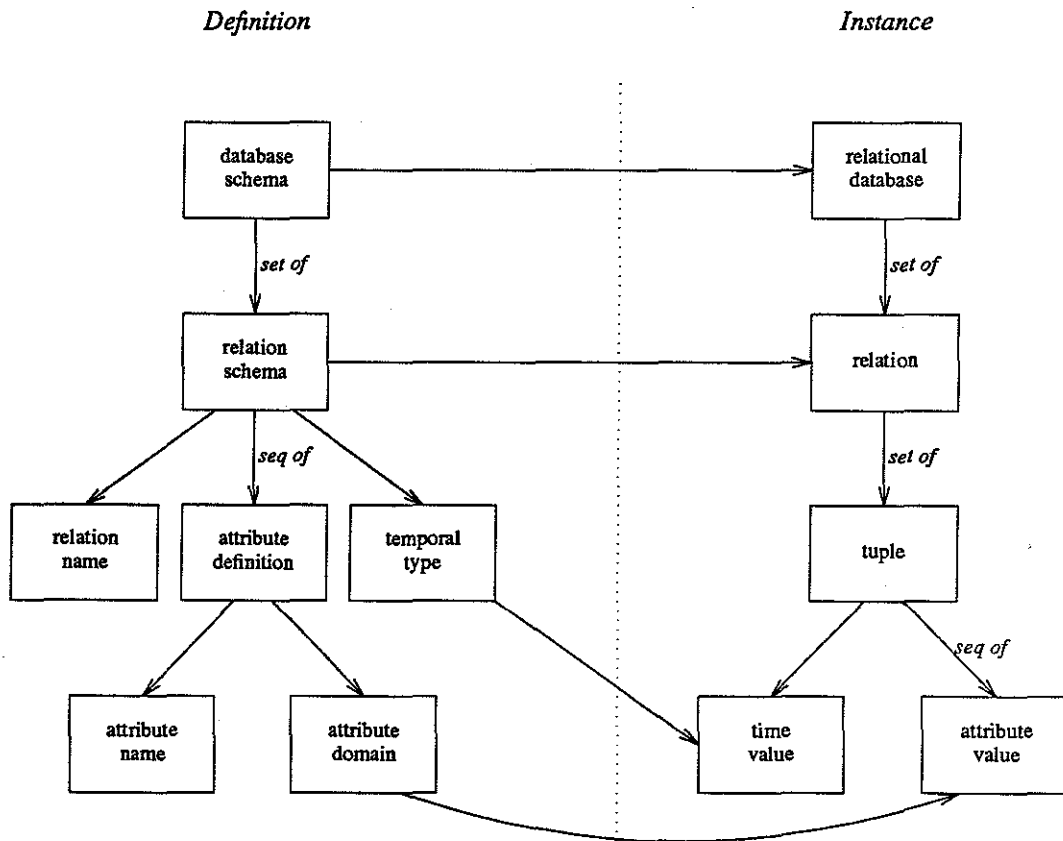 Definition
Instance
database
schema
relational
database
set of
set of
relation
schema
relation
seq of
set of
relation
name
attribute
definition
temporal
type
tuple
seq of
attribute
name
attribute
domain
time
value
attribute
value